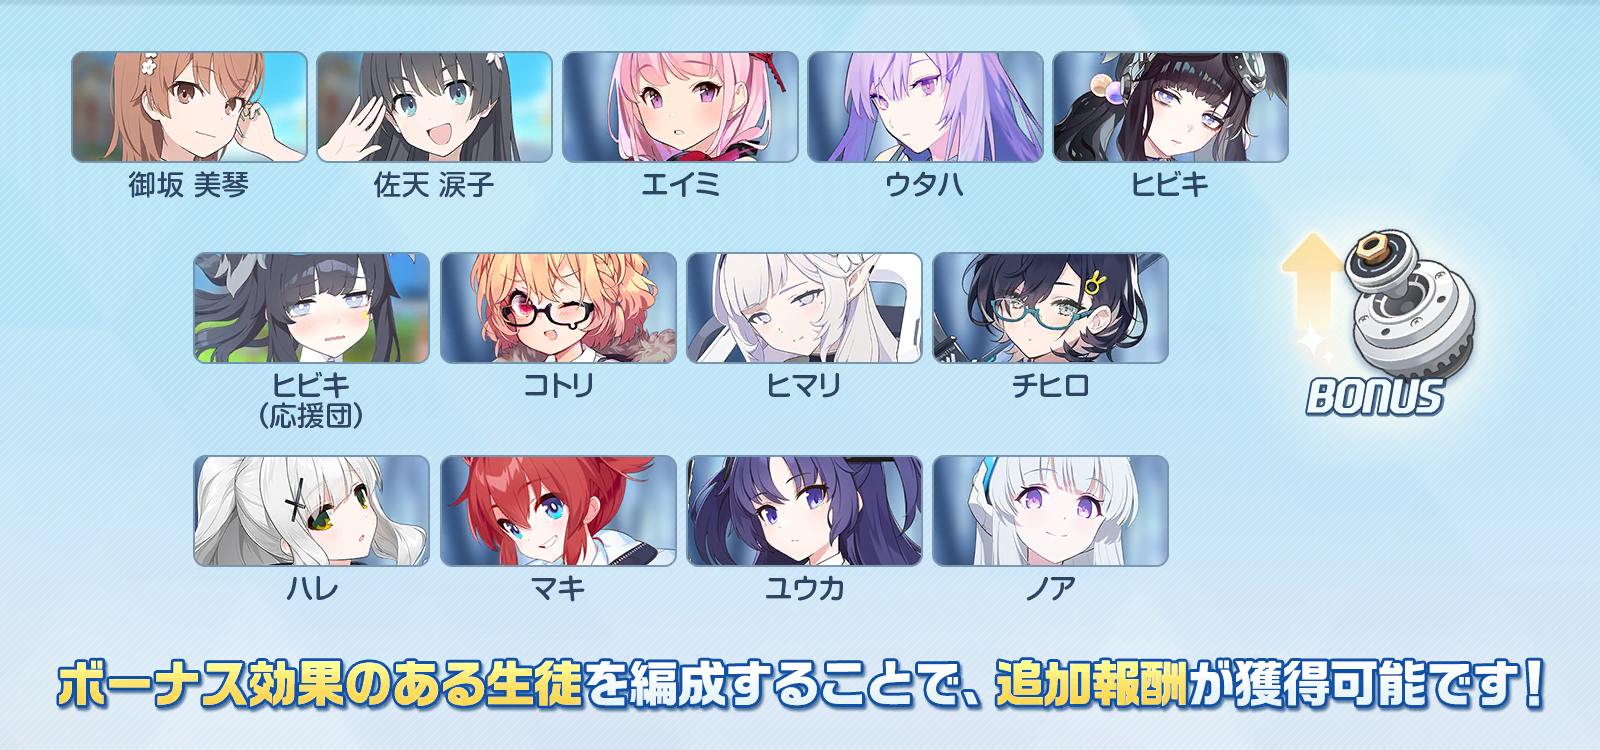 御坂 美琴
佐天 涙子
エイミ
ウタハ
ヒビキ
ヒビキ
(応援団)
コトリ
ヒマリ
チヒロ
BONUS
ハレ
マキ
ユウカ
ノア
ボーナス効果のある生徒を編成することで、追加報酬が獲得可能です!